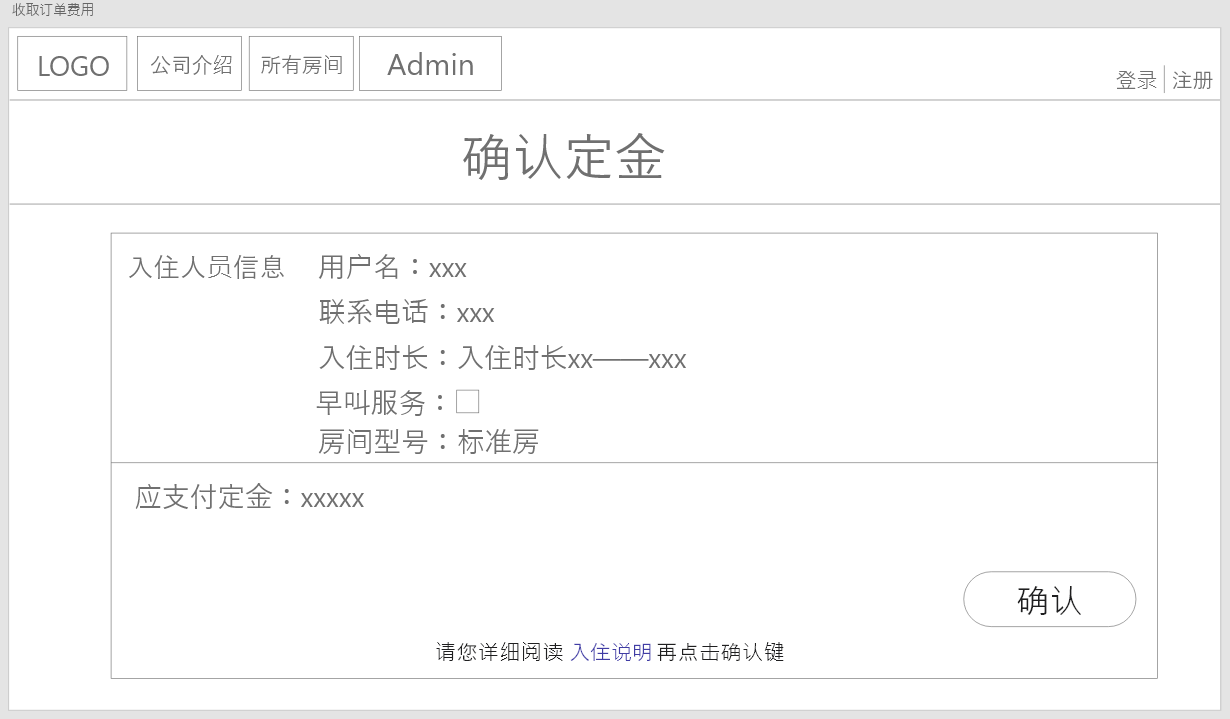 收取订单费用
LOGO 公司介绍 所有房间 Admin 登录 注册
确认定金
入住人员信息 用户名：xxx
联系电话：xxx
入住时长：入住时长xx——xxx
早叫服务：
房间型号：标准房
应支付定金：xxxxx
确认
请您详细阅读 入住说明 再点击确认键